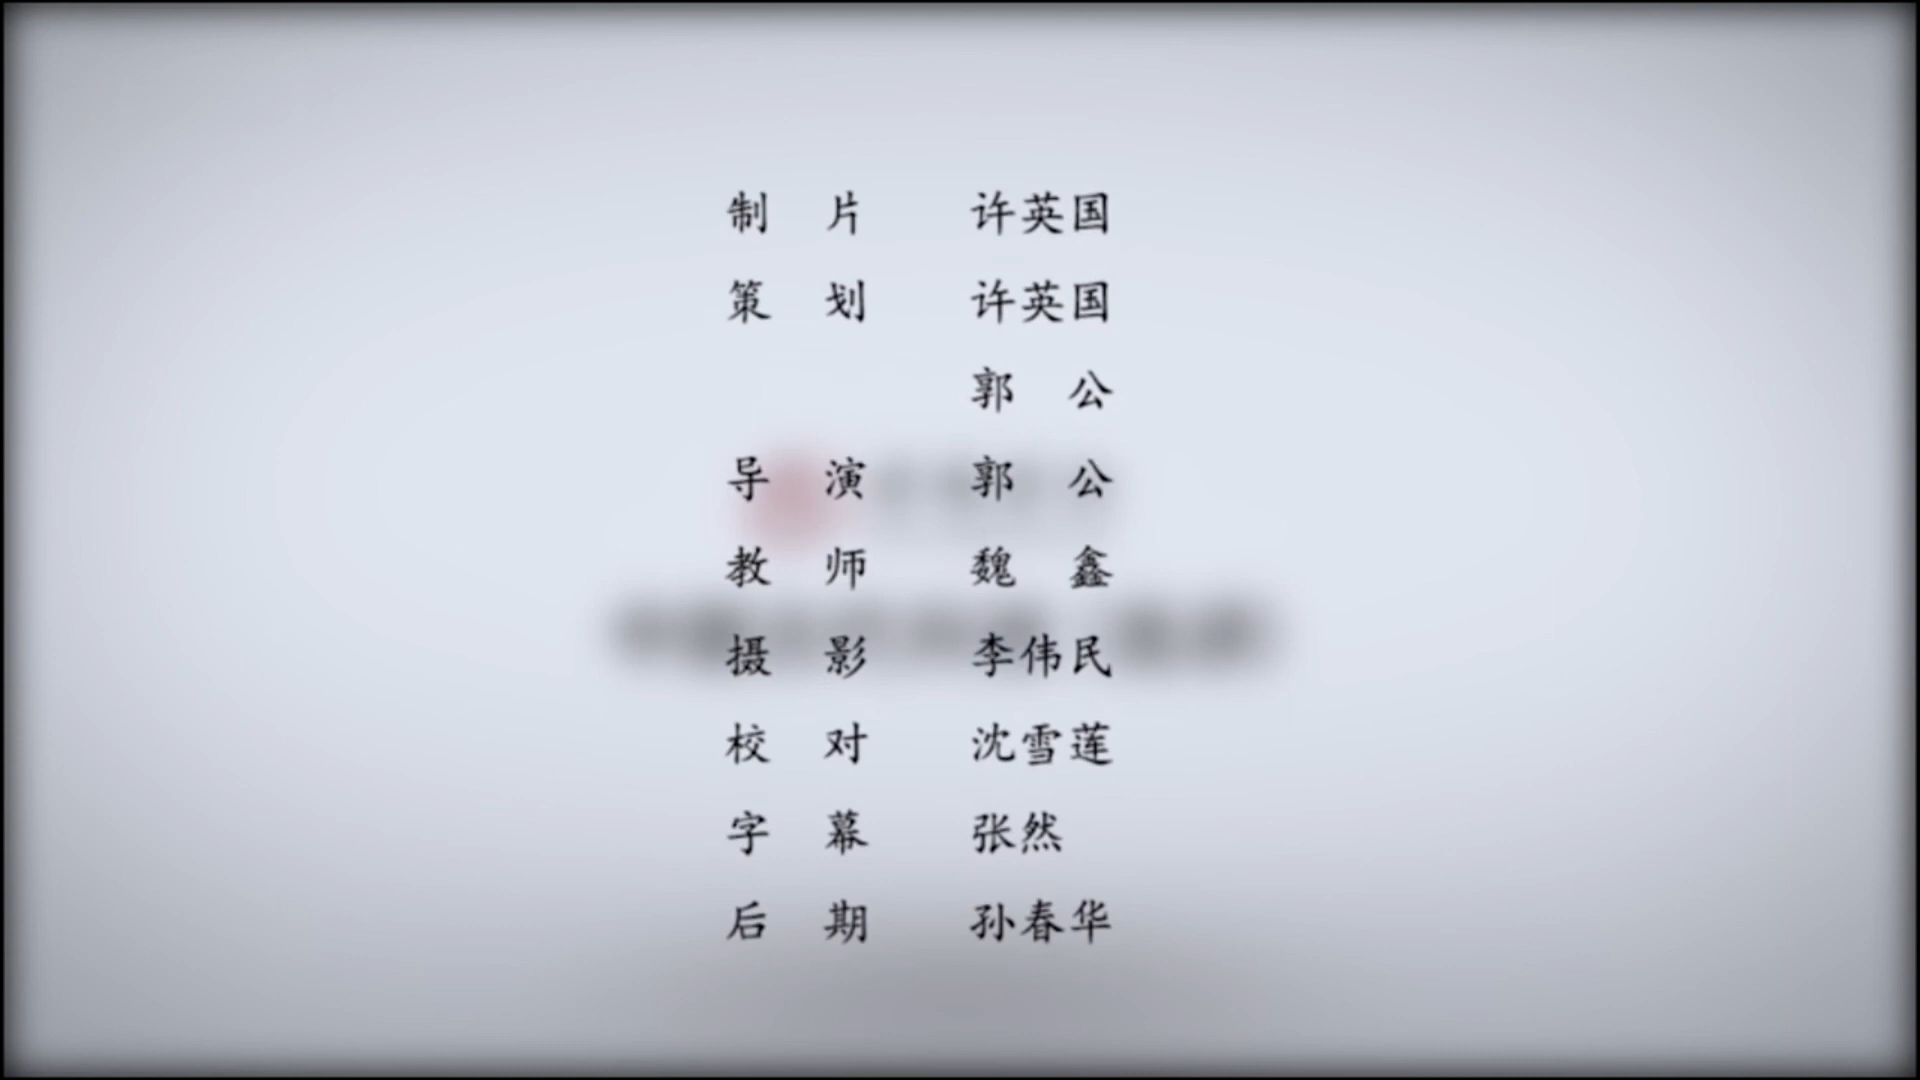 制 片 许英国
策 划 许英国
郭 公
导 演 郭 公
教 师 魏 鑫
摄 影 李伟民
校 对 沈雪莲
字 幕 张然
后 期 孙春华